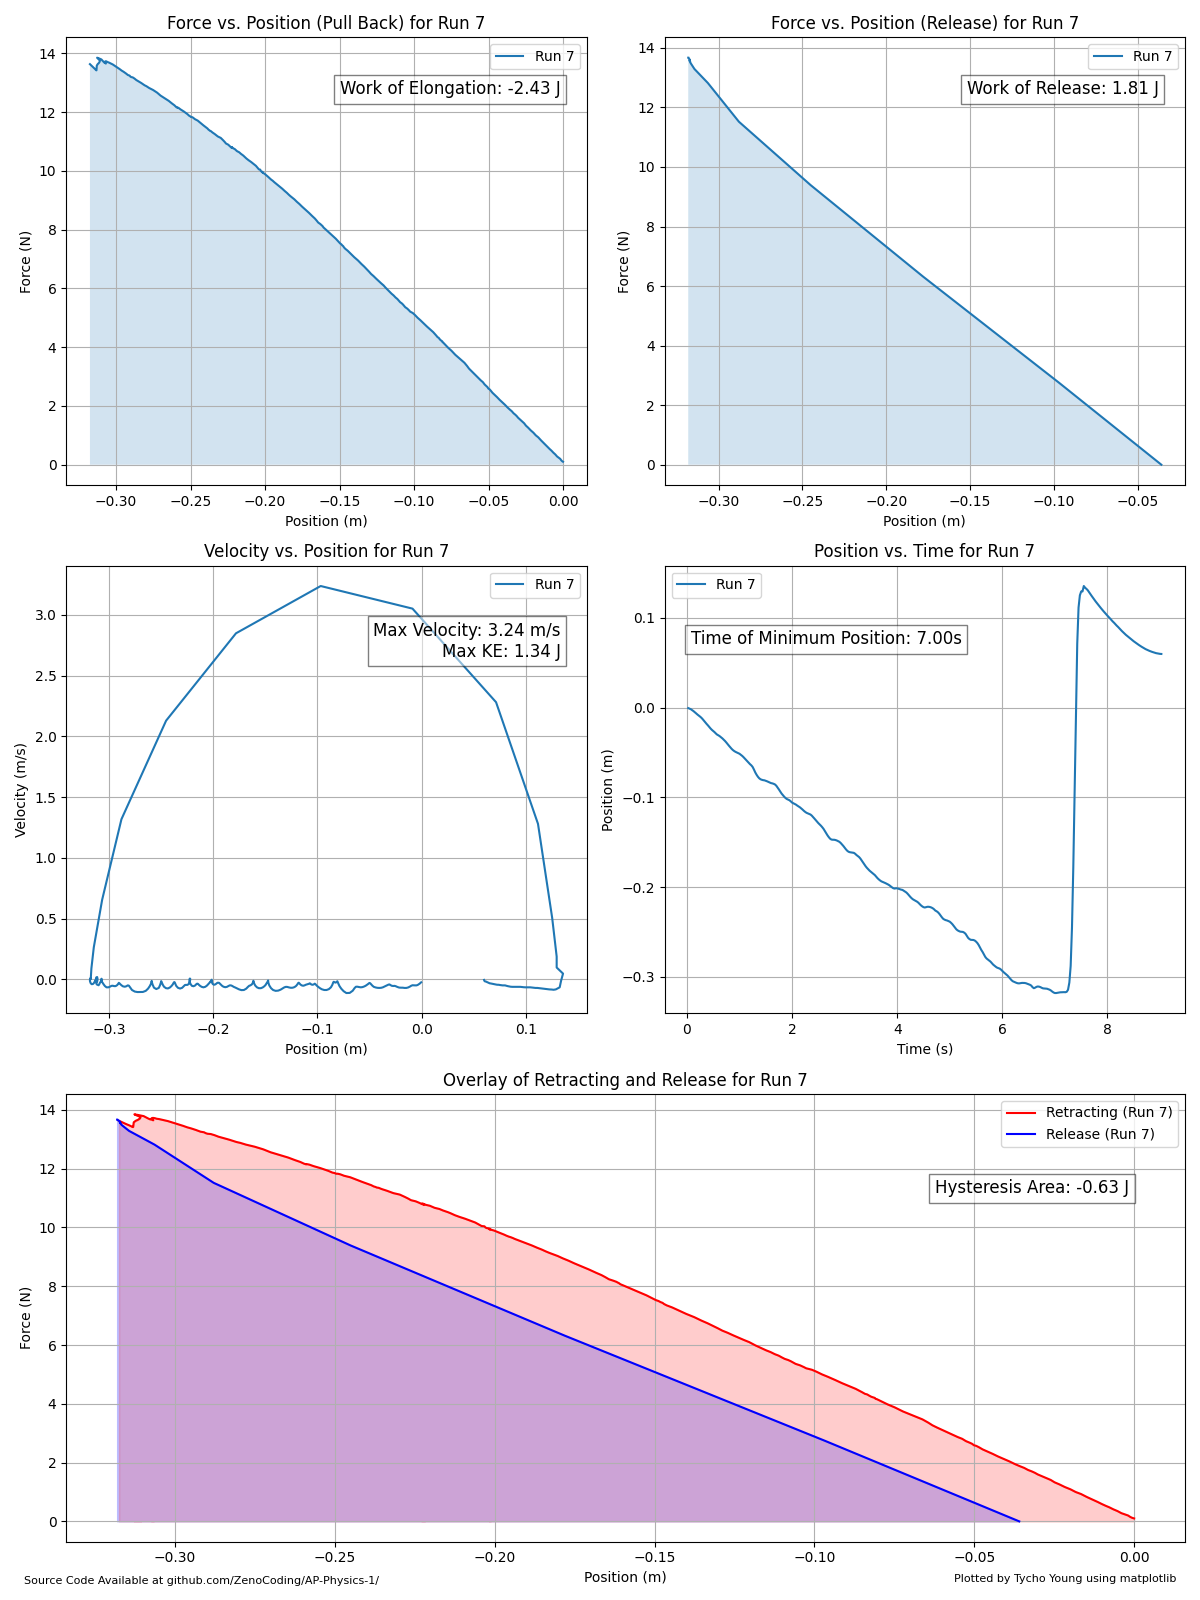 Force vs. Position (Pull Back) for Run 7
Run 7
Work of Elongation: -2.43 J
14
12
10
8
6
4
2
0
Force (N)
−0.30
−0.25
−0.20
−0.15
−0.10
−0.05
0.00
Position (m)
Force vs. Position (Release) for Run 7
Run 7
Work of Release: 1.81 J
14
12
10
8
6
4
2
0
Force (N)
−0.30
−0.25
−0.20
−0.15
−0.10
−0.05
Position (m)
Velocity vs. Position for Run 7
Run 7
Max Velocity: 3.24 m/s
Max KE: 1.34 J
3.0
2.5
2.0
1.5
1.0
0.5
0.0
Velocity (m/s)
−0.3
−0.2
−0.1
0.0
0.1
Position (m)
Position vs. Time for Run 7
Run 7
Time of Minimum Position: 7.00s
0.1
0.0
−0.1
−0.2
−0.3
Position (m)
0
2
4
6
8
Time (s)
Overlay of Retracting and Release for Run 7
Retracting (Run 7)
Release (Run 7)
Hysteresis Area: -0.63 J
14
12
10
8
6
4
2
0
Force (N)
−0.30
−0.25
−0.20
−0.15
−0.10
−0.05
0.00
Position (m)
Source Code Available at github.com/ZenoCoding/AP-Physics-1/
Plotted by Tycho Young using matplotlib